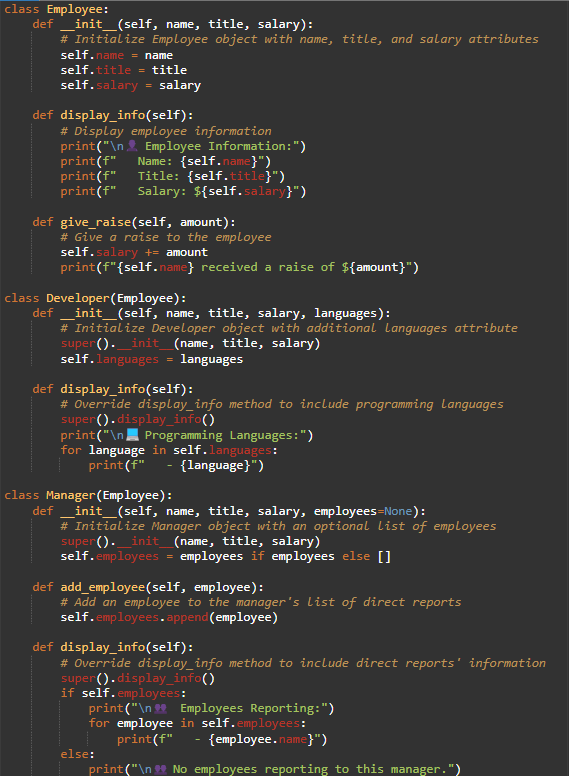 class Employee:
    def __init__(self, name, title, salary):
        # Initialize Employee object with name, title, and salary attributes
        self.name = name
        self.title = title
        self.salary = salary

    def display_info(self):
        # Display employee information
        print("\n👤 Employee Information:")
        print(f"   Name: {self.name}")
        print(f"   Title: {self.title}")
        print(f"   Salary: ${self.salary}")

    def give_raise(self, amount):
        # Give a raise to the employee
        self.salary += amount
        print(f"{self.name} received a raise of ${amount}")

class Developer(Employee):
    def __init__(self, name, title, salary, languages):
        # Initialize Developer object with additional languages attribute
        super().__init__(name, title, salary)
        self.languages = languages

    def display_info(self):
        # Override display_info method to include programming languages
        super().display_info()
        print("\n💻 Programming Languages:")
        for language in self.languages:
            print(f"   - {language}")

class Manager(Employee):
    def __init__(self, name, title, salary, employees=None):
        # Initialize Manager object with an optional list of employees
        super().__init__(name, title, salary)
        self.employees = employees if employees else []

    def add_employee(self, employee):
        # Add an employee to the manager's list of direct reports
        self.employees.append(employee)

    def display_info(self):
        # Override display_info method to include direct reports' information
        super().display_info()
        if self.employees:
            print("\n👥  Employees Reporting:")
            for employee in self.employees:
                print(f"   - {employee.name}")
        else:
            print("\n👥 No employees reporting to this manager.")